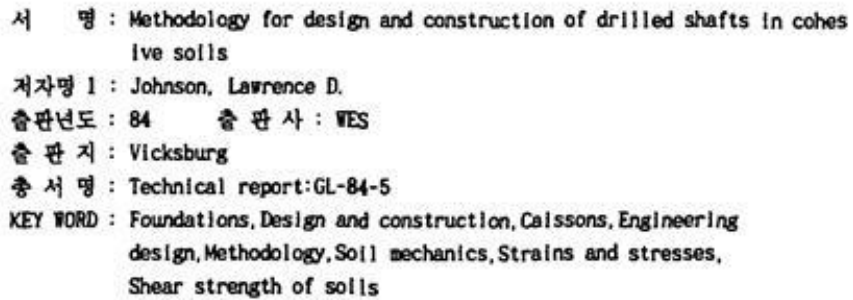 서 명 : Methodology for design and construction of drilled shafts in cohes
ive soils
저자명 1 : Johnson, Lawrence D.
출판년도 : 84 출 판 사 : WES
출 판 지 : Vicksburg
총 서 명 : Technical report:GL-84-5
KEY WORD : Foundations,Design and construction,Caissons,Engineering
design,Methodology,Soil mechanics,Strains and stresses,
Shear strength of soils